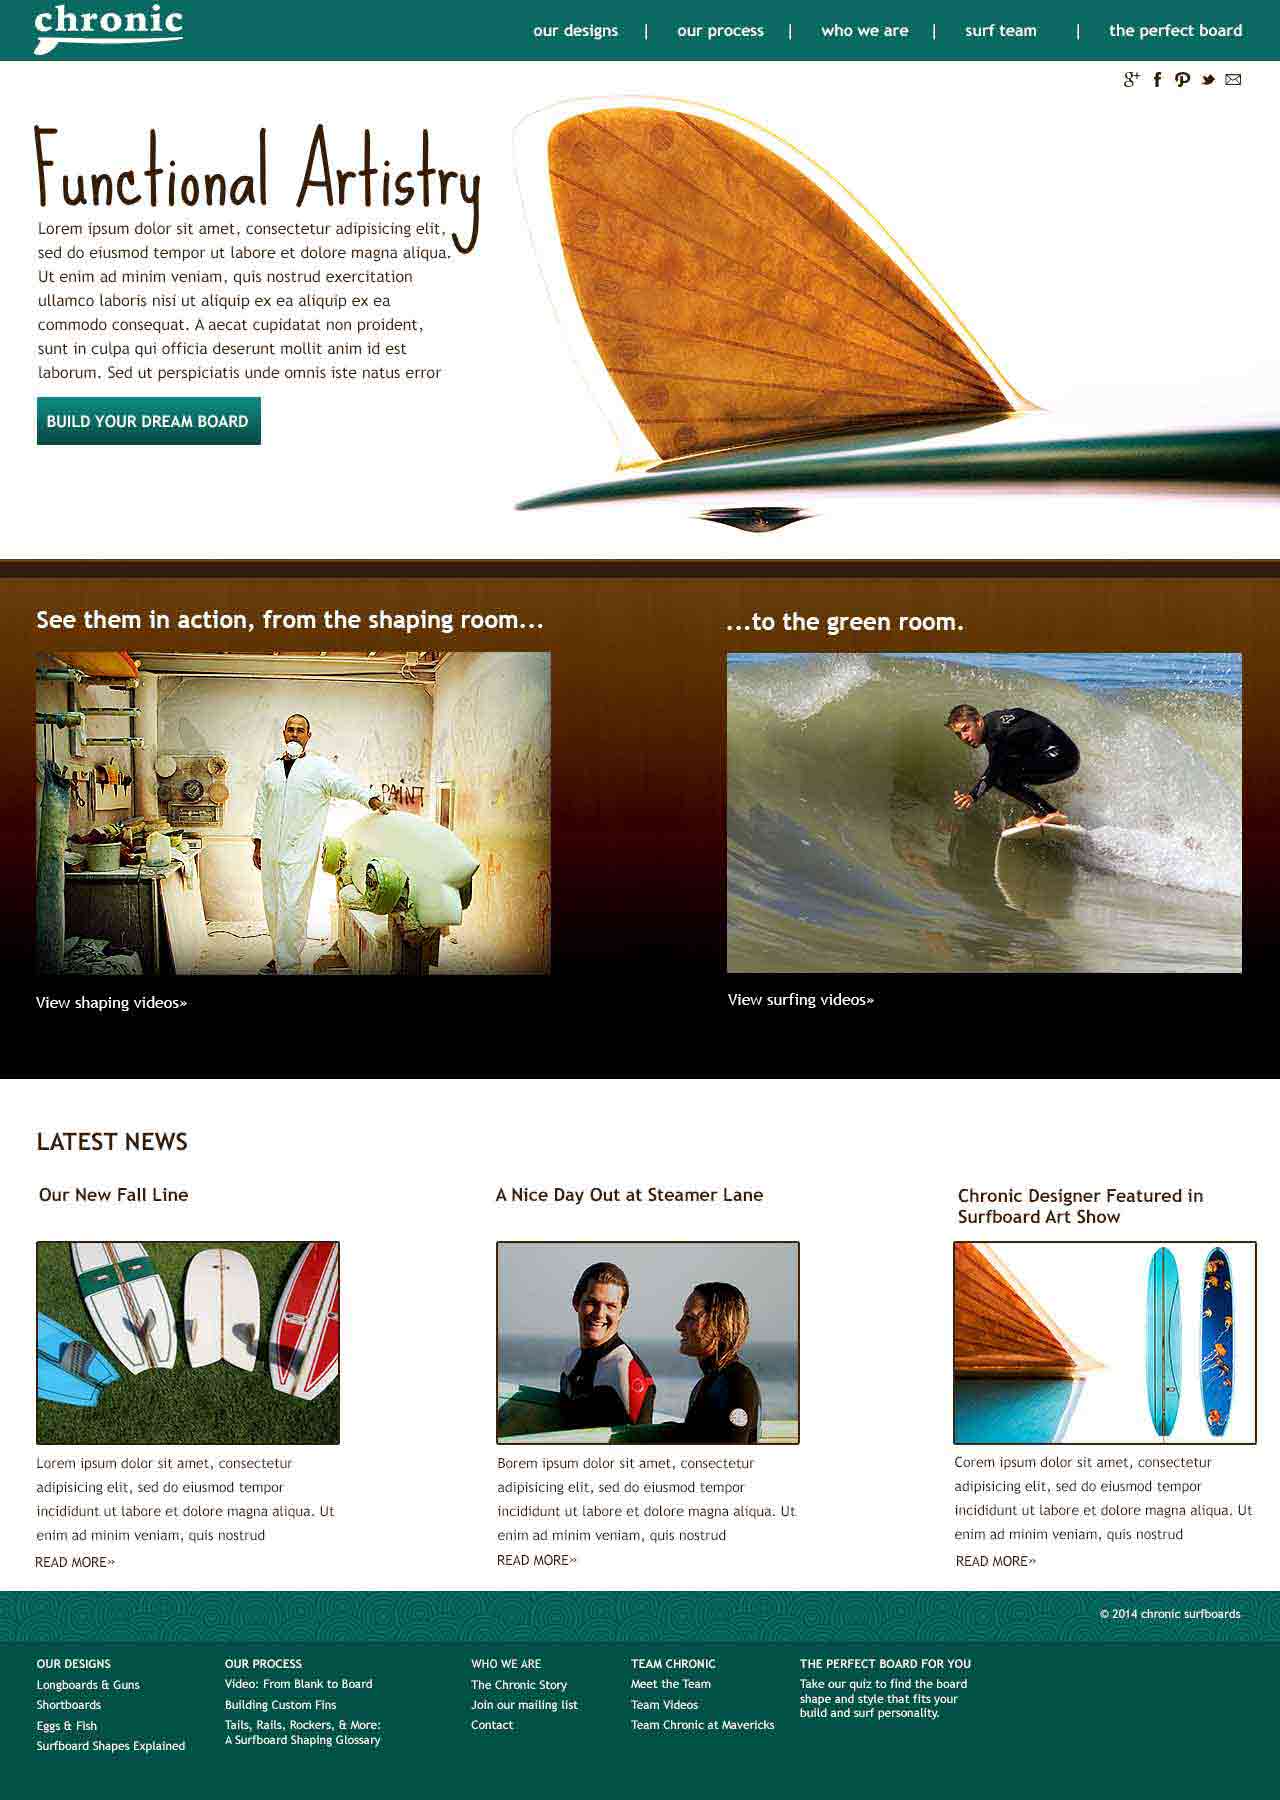 chronic
our designs | our process | who we are | surf team | the perfect board
Functional Artistry
Lorem ipsum dolor sit amet, consectetur adipisicing elit,
sed do eiusmod tempor ut labore et dolore magna aliqua.
Ut enim ad minim veniam, quis nostrud exercitation
ullamco laboris nisi ut aliquip ex ea aliquip ex ea
commodo consequat. A aecat cupidatat non proident,
sunt in culpa qui officia deserunt mollit anim id est
laborum. Sed ut perspiciatis unde omnis iste natus error
BUILD YOUR DREAM BOARD
See them in action, from the shaping room...
PAINT
View shaping videos»
...to the green room.
View surfing videos»
LATEST NEWS
Our New Fall Line
Lorem ipsum dolor sit amet, consectetur
adipisicing elit, sed do eiusmod tempor
incididunt ut labore et dolore magna aliqua. Ut
enim ad minim veniam, quis nostrud
READ MORE»
A Nice Day Out at Steamer Lane
Borem ipsum dolor sit amet, consectetur
adipisicing elit, sed do eiusmod tempor
incididunt ut labore et dolore magna aliqua. Ut
enim ad minim veniam, quis nostrud
READ MORE»
Chronic Designer Featured in
Surfboard Art Show
Corem ipsum dolor sit amet, consectetur
adipisicing elit, sed do eiusmod tempor
incididunt ut labore et dolore magna aliqua. Ut
enim ad minim veniam, quis nostrud
READ MORE»
© 2014 chronic surfboards
OUR DESIGNS
Longboards & Guns
Shortboards
Eggs & Fish
Surfboard Shapes Explained
OUR PROCESS
Video: From Blank to Board
Building Custom Fins
Tails, Rails, Rockers, & More:
A Surfboard Shaping Glossary
WHO WE ARE
The Chronic Story
Join our mailing list
Contact
TEAM CHRONIC
Meet the Team
Team Videos
Team Chronic at Mavericks
THE PERFECT BOARD FOR YOU
Take our quiz to find the board
shape and style that fits your
build and surf personality.